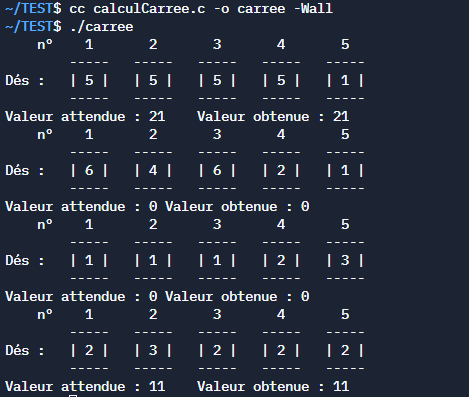 ~/TEST$ cc calculCarree.c -o carree -Wall
~/TEST$ ./carree
    n°    1       2       3       4       5
        -----   -----   -----   -----   -----
Dés :   | 5 |   | 5 |   | 5 |   | 5 |   | 1 |
        -----   -----   -----   -----   -----
Valeur attendue : 21    Valeur obtenue : 21
    n°    1       2       3       4       5
        -----   -----   -----   -----   -----
Dés :   | 6 |   | 4 |   | 6 |   | 2 |   | 1 |
        -----   -----   -----   -----   -----
Valeur attendue : 0 Valeur obtenue : 0
    n°    1       2       3       4       5
        -----   -----   -----   -----   -----
Dés :   | 1 |   | 1 |   | 1 |   | 2 |   | 3 |
        -----   -----   -----   -----   -----
Valeur attendue : 0 Valeur obtenue : 0
    n°    1       2       3       4       5
        -----   -----   -----   -----   -----
Dés :   | 2 |   | 3 |   | 2 |   | 2 |   | 2 |
        -----   -----   -----   -----   -----
Valeur attendue : 11    Valeur obtenue : 11